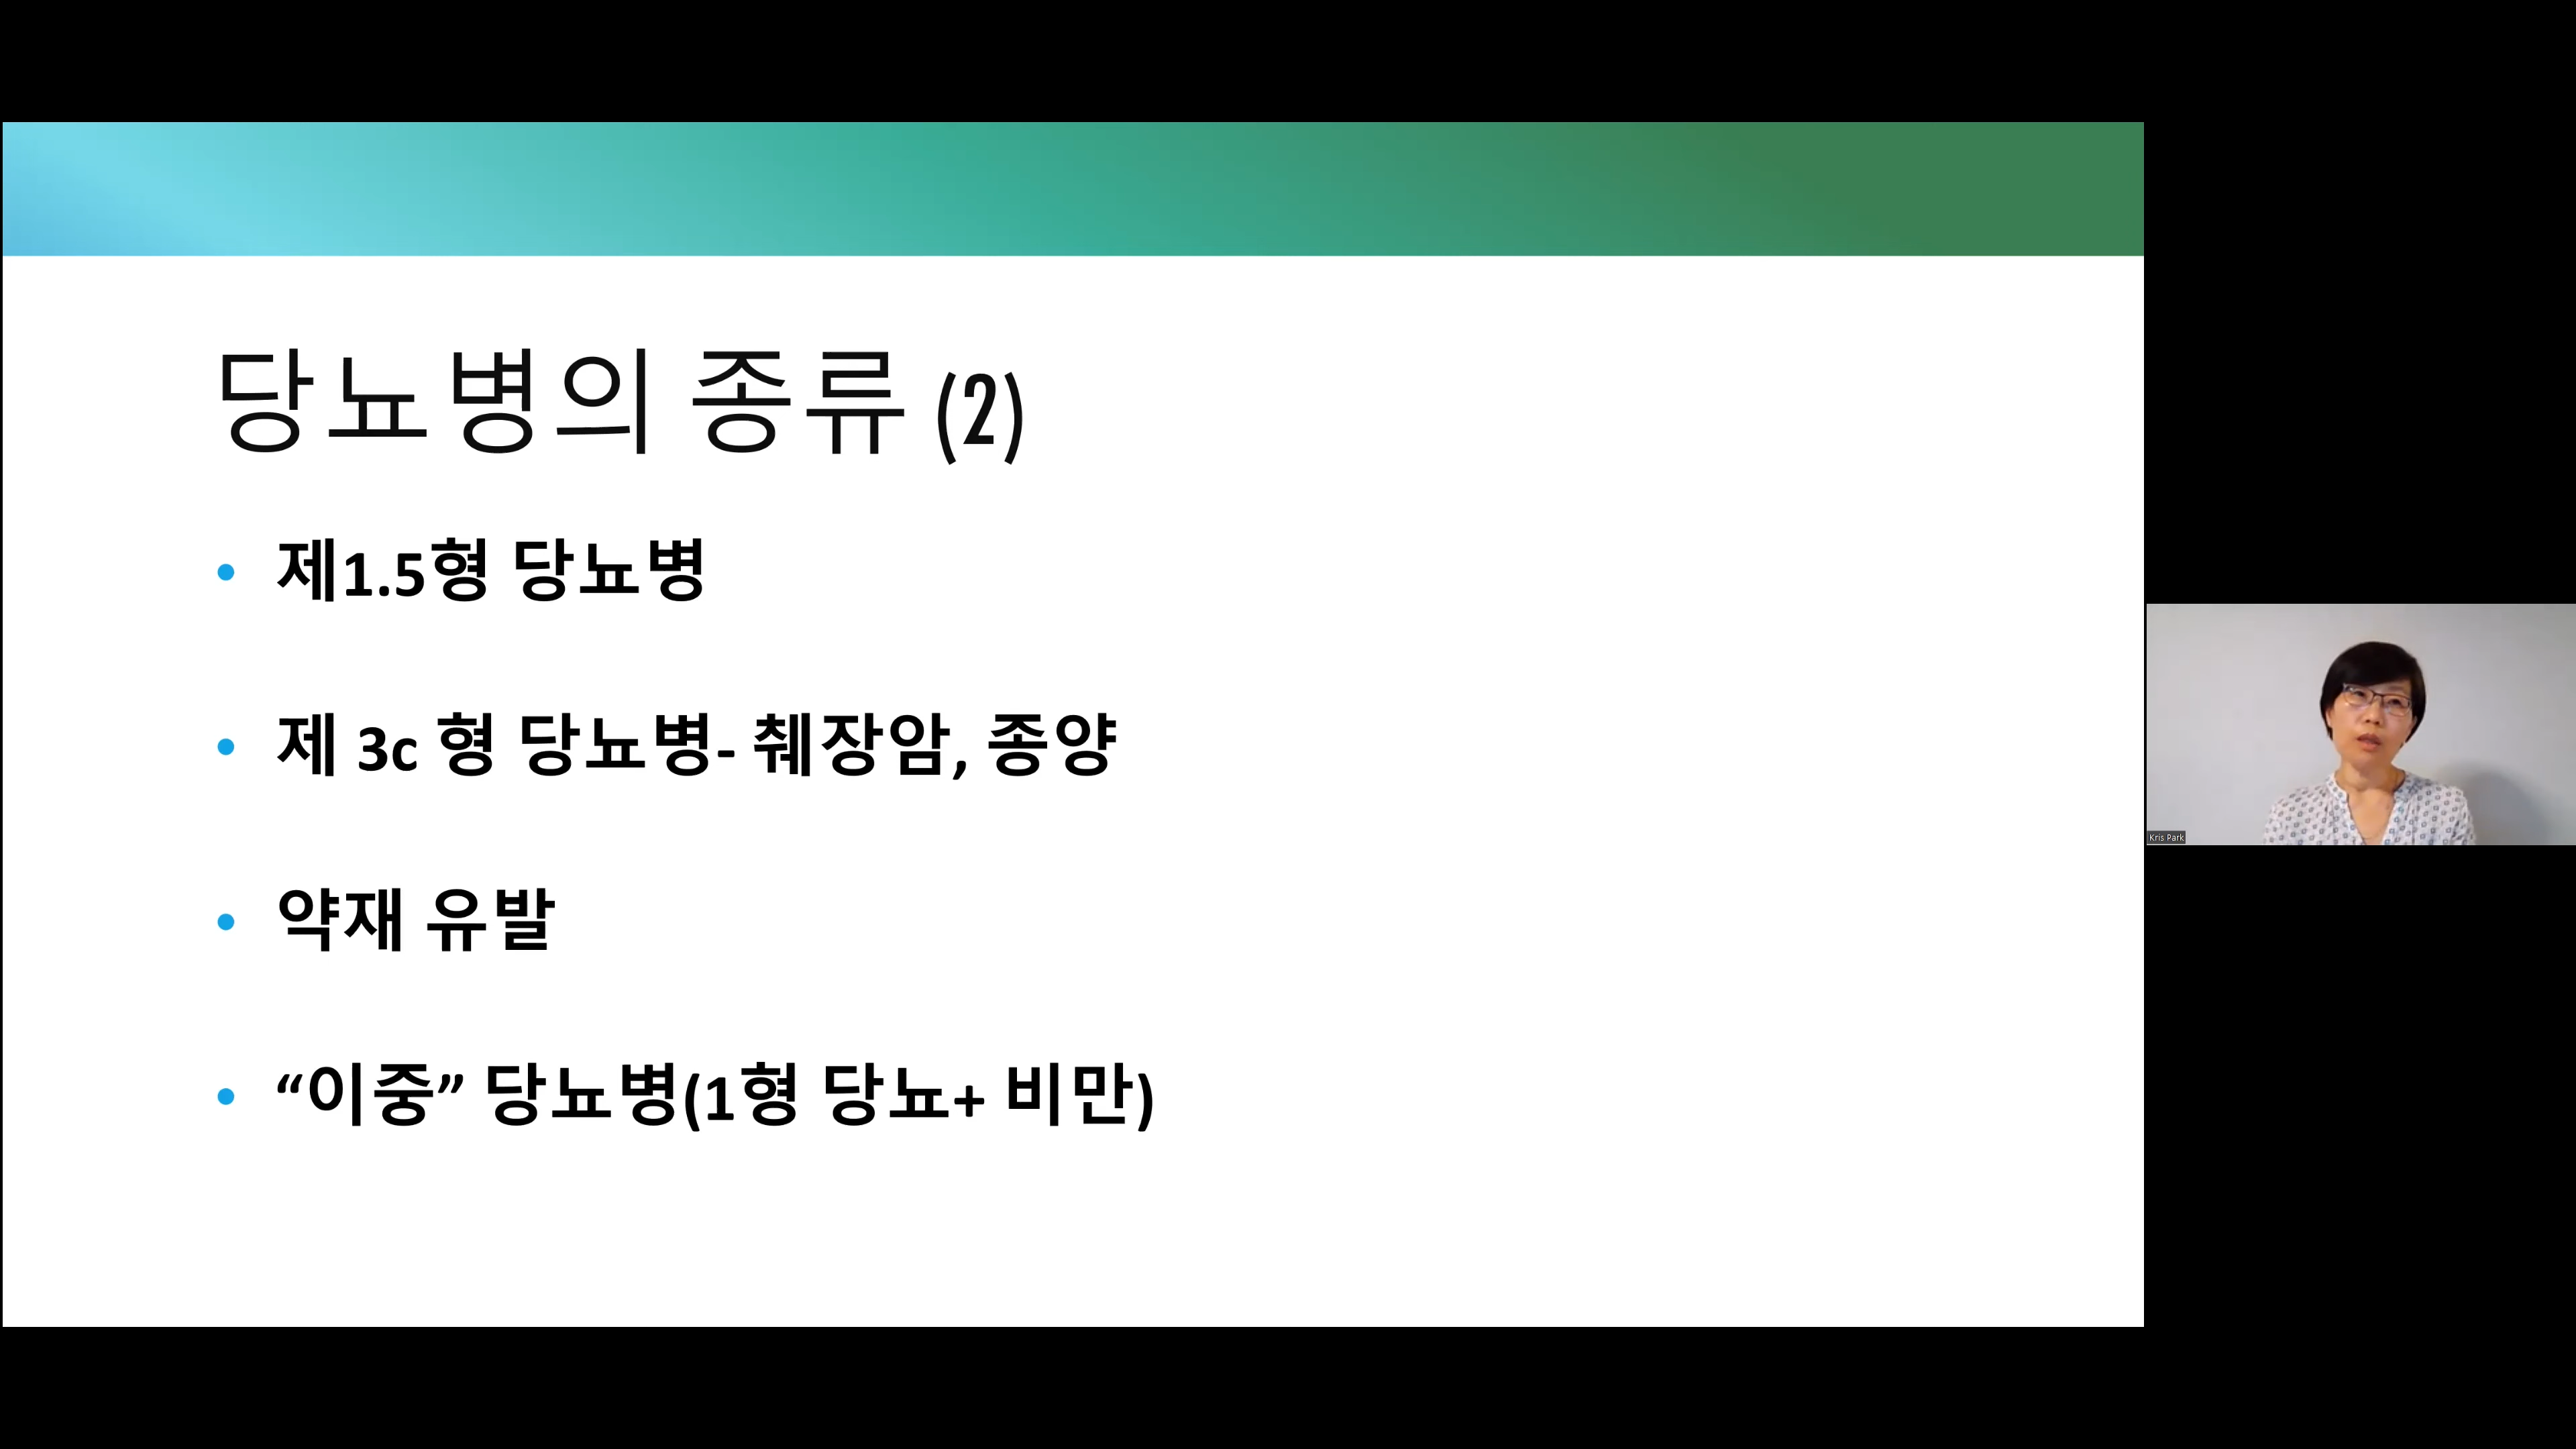 당뇨병의 종류 (2)
• 제1.5형 당뇨병
• 제 3c 형 당뇨병- 췌장암, 종양
• 약재 유발
• “이중” 당뇨병(1형 당뇨+ 비만)
Kris Park